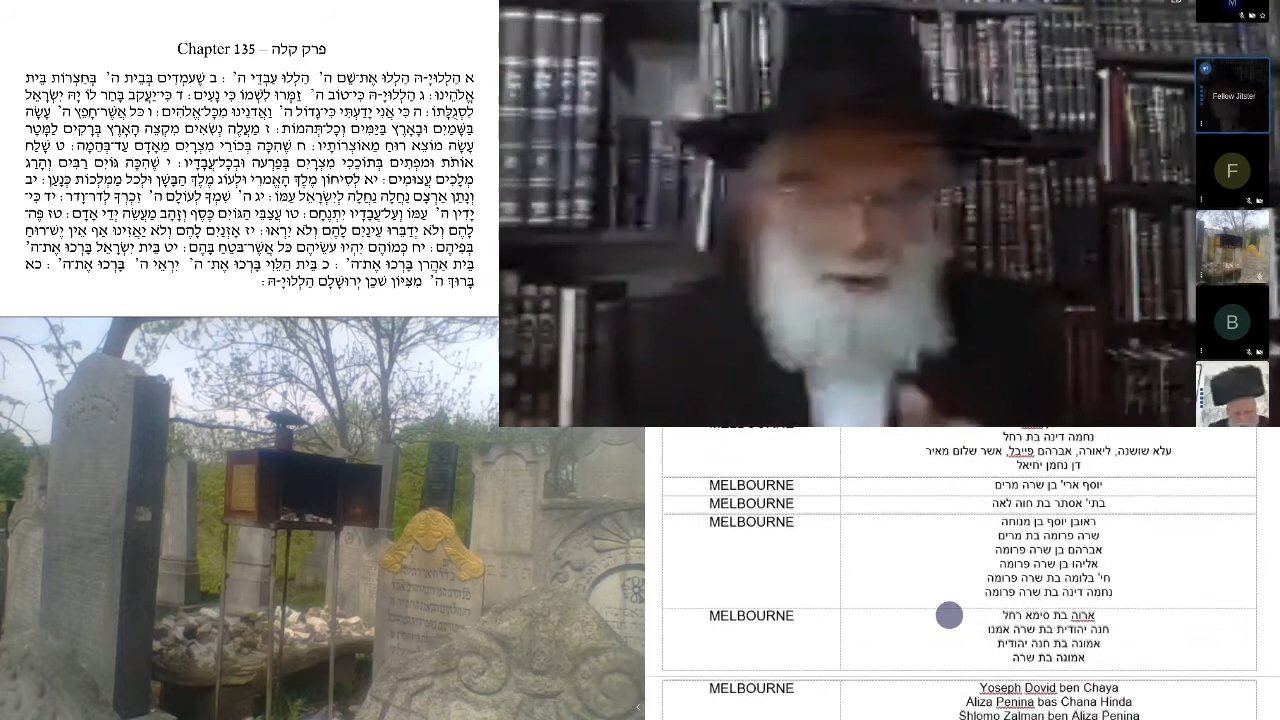 Chapter 135 – פרק קלה
א הַלְלוּיָ-הּ הַלְלוּ אֶת־שֵׁם ה' הַלְלוּ עַבְדֵי ה' : ב שֶׁעֹמְדִים בְּבֵית ה' בְּחַצְרוֹת בֵּית
אֱלֹהֵינוּ : ג הַלְלוּיָ-הּ כִּי־טוֹב ה' זַמְּרוּ לִשְׁמוֹ כִּי נָעִים : ד כִּי־יַעֲקֹב בָּחַר לוֹ יָהּ יִשְׂרָאֵל
לִסְגֻלָּתוֹ : ה כִּי אֲנִי יָדַעְתִּי כִּי־גָדוֹל ה' וַאֲדֹנֵינוּ מִכָּל־אֱלֹהִים : ו כֹּל אֲשֶׁר־חָפֵץ ה' עָשָׂה
בַּשָּׁמַיִם וּבָאָרֶץ בַּיַּמִּים וְכָל־תְּהֹמוֹת : ז מַעֲלֶה נְשִׂאִים מִקְצֵה הָאָרֶץ בְּרָקִים לַמָּטָר
עָשָׂה מוֹצֵא רוּחַ מֵאוֹצְרוֹתָיו : ח שֶׁהִכָּה בְּכוֹרֵי מִצְרָיִם מֵאָדָם עַד־בְּהֵמָה : ט שָׁלַח
אוֹתֹת וּמֹפְתִים בְּתוֹכֵכִי מִצְרָיִם בְּפַרְעֹה וּבְכָל־עֲבָדָיו : י שֶׁהִכָּה גּוֹיִם רַבִּים וְהָרַג
מְלָכִים עֲצוּמִים : יא לְסִיחוֹן מֶלֶךְ הָאֱמֹרִי וּלְעוֹג מֶלֶךְ הַבָּשָׁן וּלְכֹל מַמְלְכוֹת כְּנָעַן : יב
וְנָתַן אַרְצָם נַחֲלָה נַחֲלָה לְיִשְׂרָאֵל עַמּוֹ : יג ה' שִׁמְךָ לְעוֹלָם ה' זִכְרְךָ לְדֹר־וָדֹר : יד כִּי־
יָדִין ה' עַמּוֹ וְעַל־עֲבָדָיו יִתְנֶחָם : טו עֲצַבֵּי הַגּוֹיִם כֶּסֶף וְזָהָב מַעֲשֵׂה יְדֵי אָדָם : טז פֶּה־
לָהֶם וְלֹא יְדַבֵּרוּ עֵינַיִם לָהֶם וְלֹא יִרְאוּ : יז אָזְנַיִם לָהֶם וְלֹא יַאֲזִינוּ אַף אֵין יֶשׁ־רוּחַ
בְּפִיהֶם : יח כְּמוֹהֶם יִהְיוּ עֹשֵׂיהֶם כֹּל אֲשֶׁר־בֹּטֵחַ בָּהֶם : יט בֵּית יִשְׂרָאֵל בָּרְכוּ אֶת־ה'
בֵּית אַהֲרֹן בָּרְכוּ אֶת־ה' : כ בֵּית הַלֵּוִי בָּרְכוּ אֶת־ה' יִרְאֵי ה' בָּרְכוּ אֶת־ה' : כא
בָּרוּךְ ה' מִצִּיּוֹן שֹׁכֵן יְרוּשָׁלִָם הַלְלוּיָ-הּ :
M
Fellow Jitster
F
B
נחמה דינה בת רחל
עלא שושנה, ליאורה, אברהם פייבל, אשר שלום מאיר
דן נחמן יחיאל
MELBOURNE יוסף ארי' בן שרה מרים
MELBOURNE בתי' אסתר בת חוה לאה
MELBOURNE ראובן יוסף בן מנוחה
שרה פרומה בת מרים
אברהם בן שרה פרומה
אליהו בן שרה פרומה
חי' בלומה בת שרה פרומה
נחמה דינה בת שרה פרומה
MELBOURNE ארוה בת סימא רחל
חנה יהודית בת שרה אמנו
אמונה בת חנה יהודית
אמונה בת שרה
MELBOURNE Yoseph Dovid ben Chaya
Aliza Penina bas Chana Hinda
Shlomo Zalman ben Aliza Penina